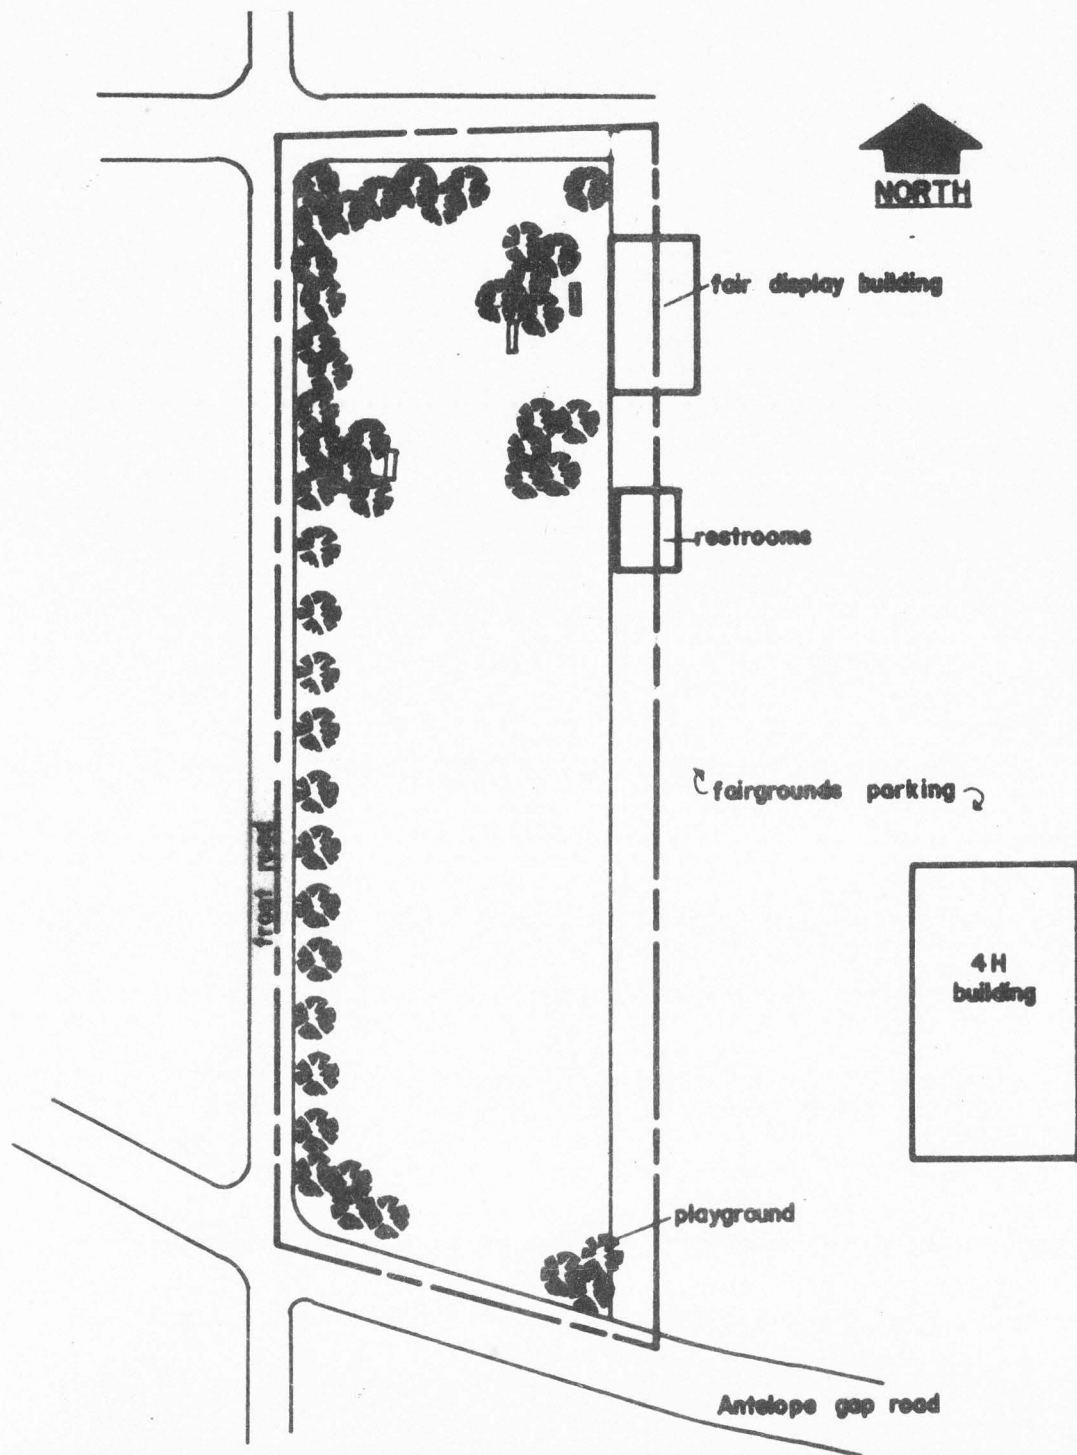 NORTH
fair display building
restrooms
fairgrounds parking
front road
4 H
building
playground
Antelope gap road